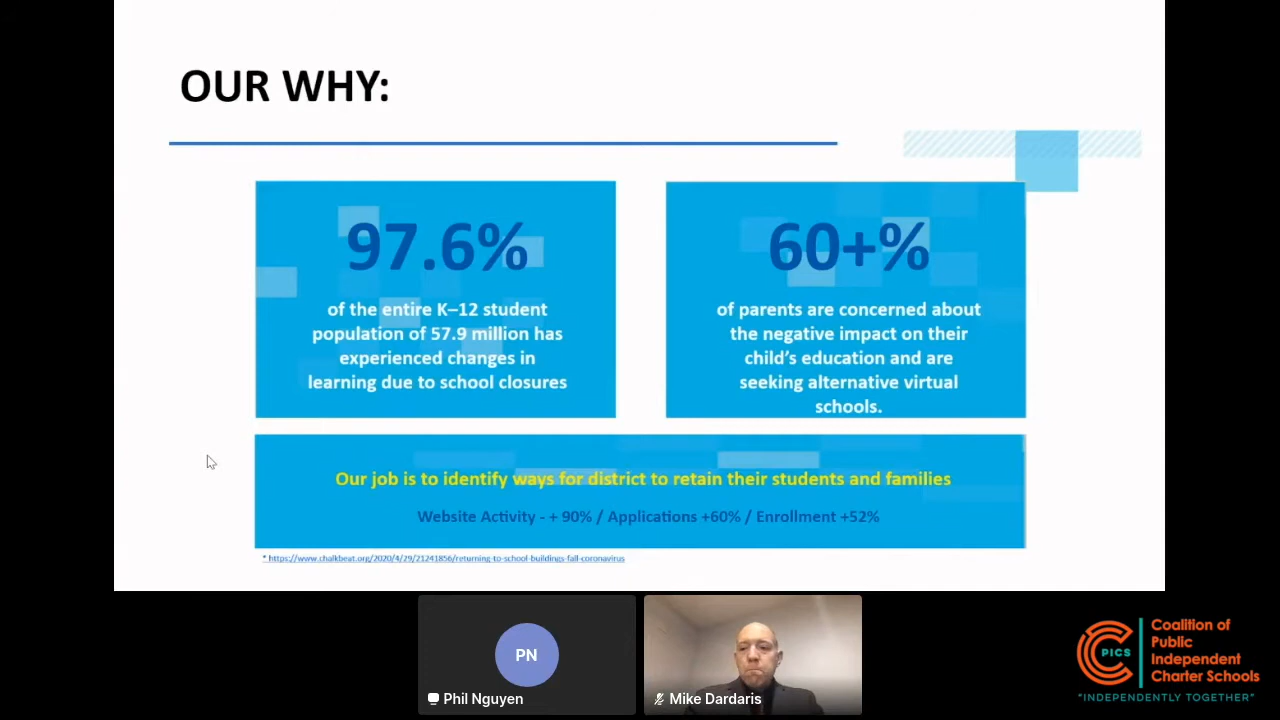 OUR WHY:
97.6%
of the entire K–12 student
population of 57.9 million has
experienced changes in
learning due to school closures
60+%
of parents are concerned about
the negative impact on their
child's education and are
seeking alternative virtual
schools.
Our job is to identify ways for district to retain their students and families
Website Activity - + 90% / Applications +60% / Enrollment +52%
* https://www.chalkbeat.org/2020/4/29/21241856/returning-to-school-buildings-fall-coronavirus
PN
Phil Nguyen
Mike Dardaris
PICS
Coalition of
Public
Independent
Charter Schools
"INDEPENDENTLY TOGETHER"